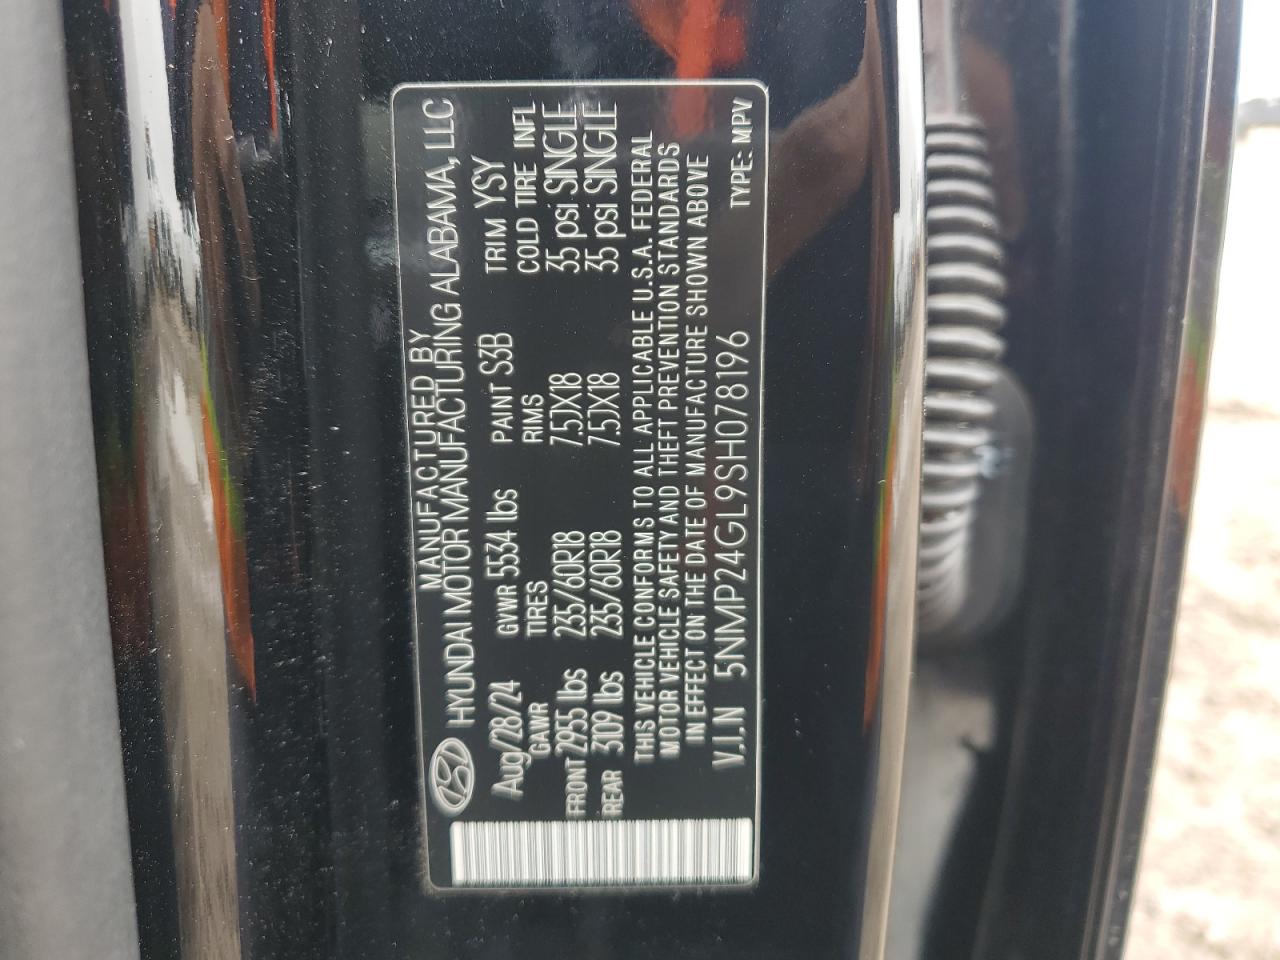 MANUFACTURED BY
HYUNDAI MOTOR MANUFACTURING ALABAMA, LLC
Aug/28/24 GVWR 5534 lbs PAINT S3B TRIM YSY
GAWR TIRES RIMS COLD TIRE INFL
FRONT 2955 lbs 235/60R18 7.5JX18 35 psi SINGLE
REAR 3109 lbs 235/60R18 7.5JX18 35 psi SINGLE
THIS VEHICLE CONFORMS TO ALL APPLICABLE U.S.A. FEDERAL
MOTOR VEHICLE SAFETY AND THEFT PREVENTION STANDARDS
IN EFFECT ON THE DATE OF MANUFACTURE SHOWN ABOVE
V.I.N 5NMP24GL9SH078196 TYPE: MPV